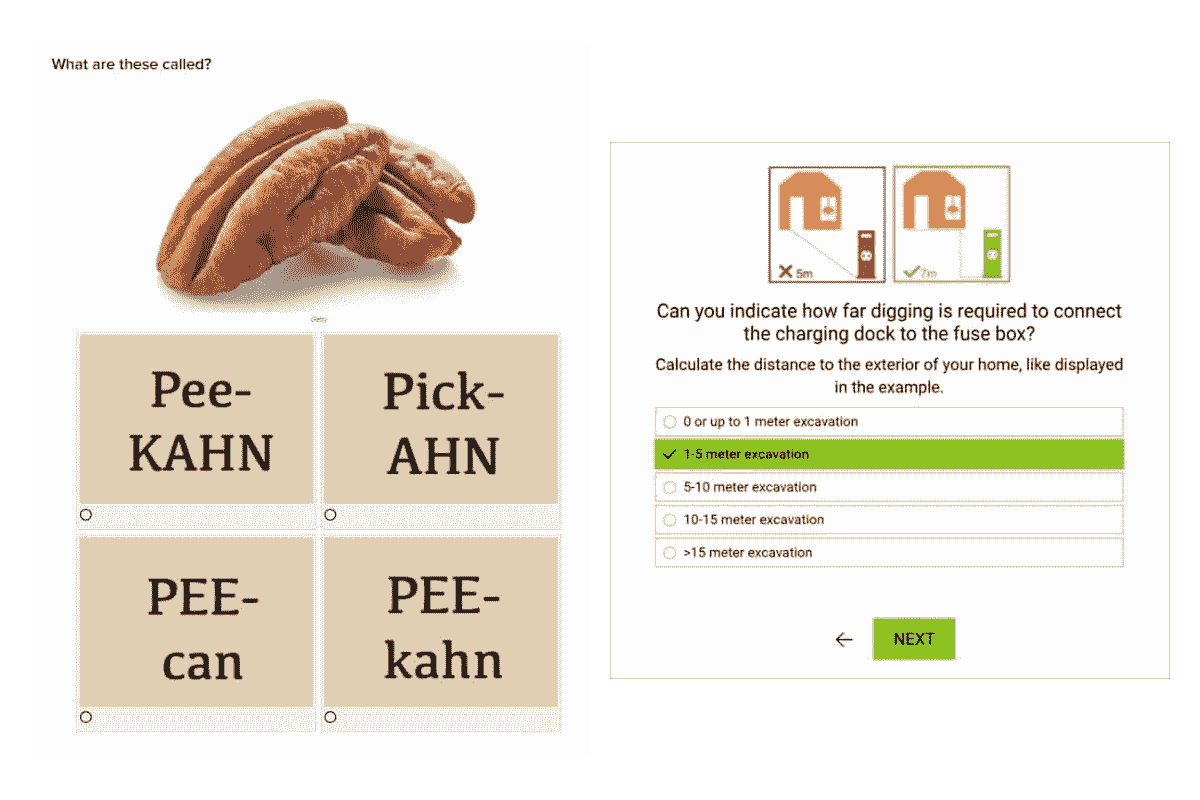 What are these called?
Getty
Pee-
KAHN
Pick-
AHN
PEE-
can
PEE-
kahn
5m
7m
Can you indicate how far digging is required to connect
the charging dock to the fuse box?
Calculate the distance to the exterior of your home, like displayed
in the example.
0 or up to 1 meter excavation
1-5 meter excavation
5-10 meter excavation
10-15 meter excavation
>15 meter excavation
NEXT